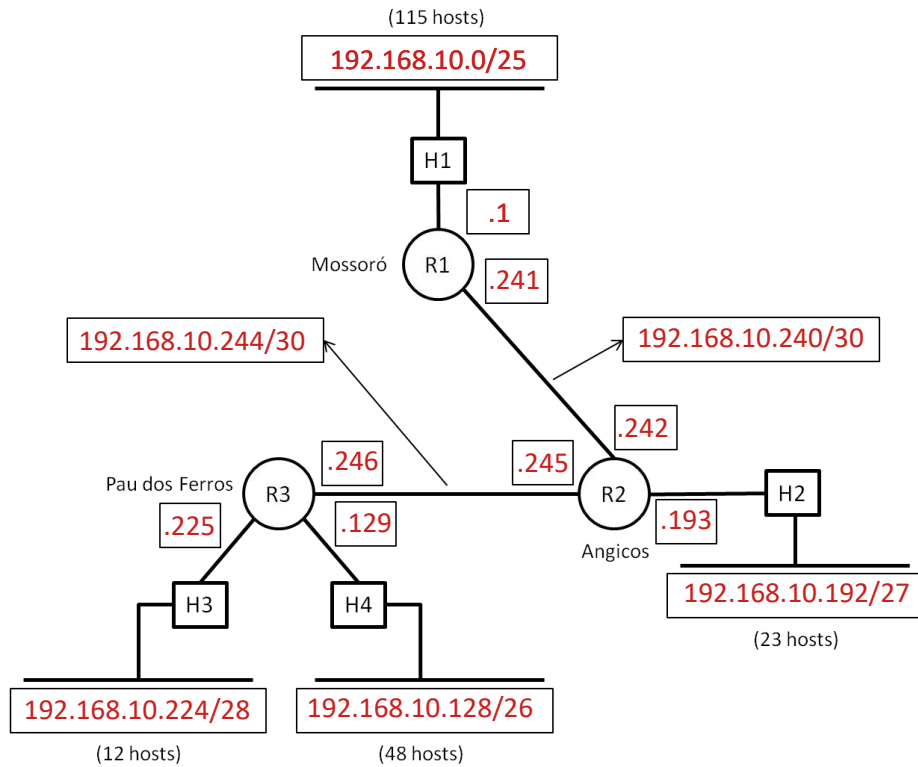 (115 hosts)
192.168.10.0/25
H1
.1
Mossoró
R1
.241
192.168.10.244/30
192.168.10.240/30
.242
.246
.245
Pau dos Ferros
R3
R2
H2
.225
.129
.193
Angicos
H3
H4
192.168.10.192/27
(23 hosts)
192.168.10.224/28
192.168.10.128/26
(12 hosts)
(48 hosts)